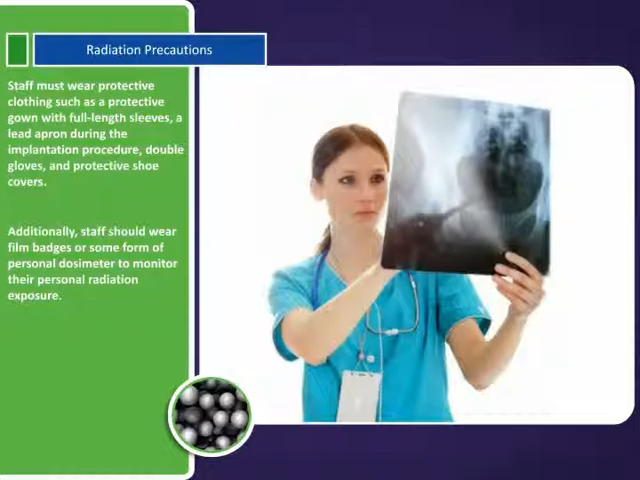 Radiation Precautions
Staff must wear protective
clothing such as a protective
gown with full-length sleeves, a
lead apron during the
implantation procedure, double
gloves, and protective shoe
covers.
Additionally, staff should wear
film badges or some form of
personal dosimeter to monitor
their personal radiation
exposure.